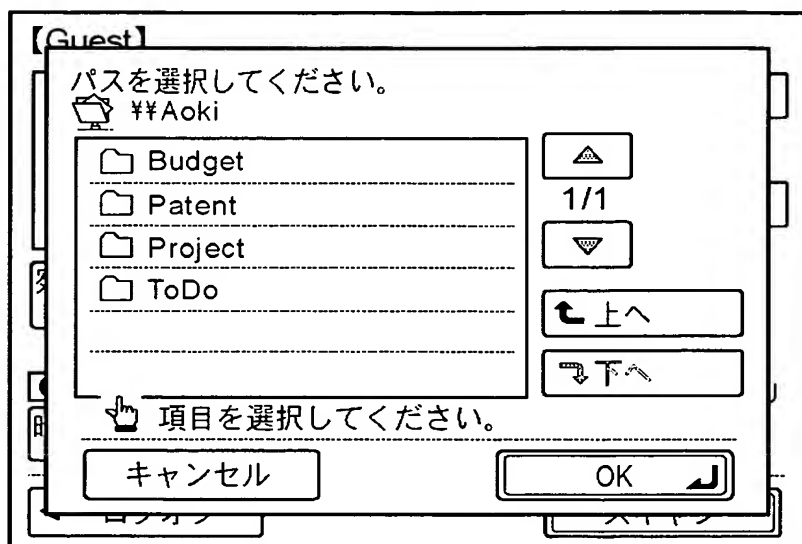 【Guest】
パスを選択してください。
¥¥Aoki
Budget
Patent
Project
ToDo
1/1
上へ
下へ
項目を選択してください。
キャンセル
OK